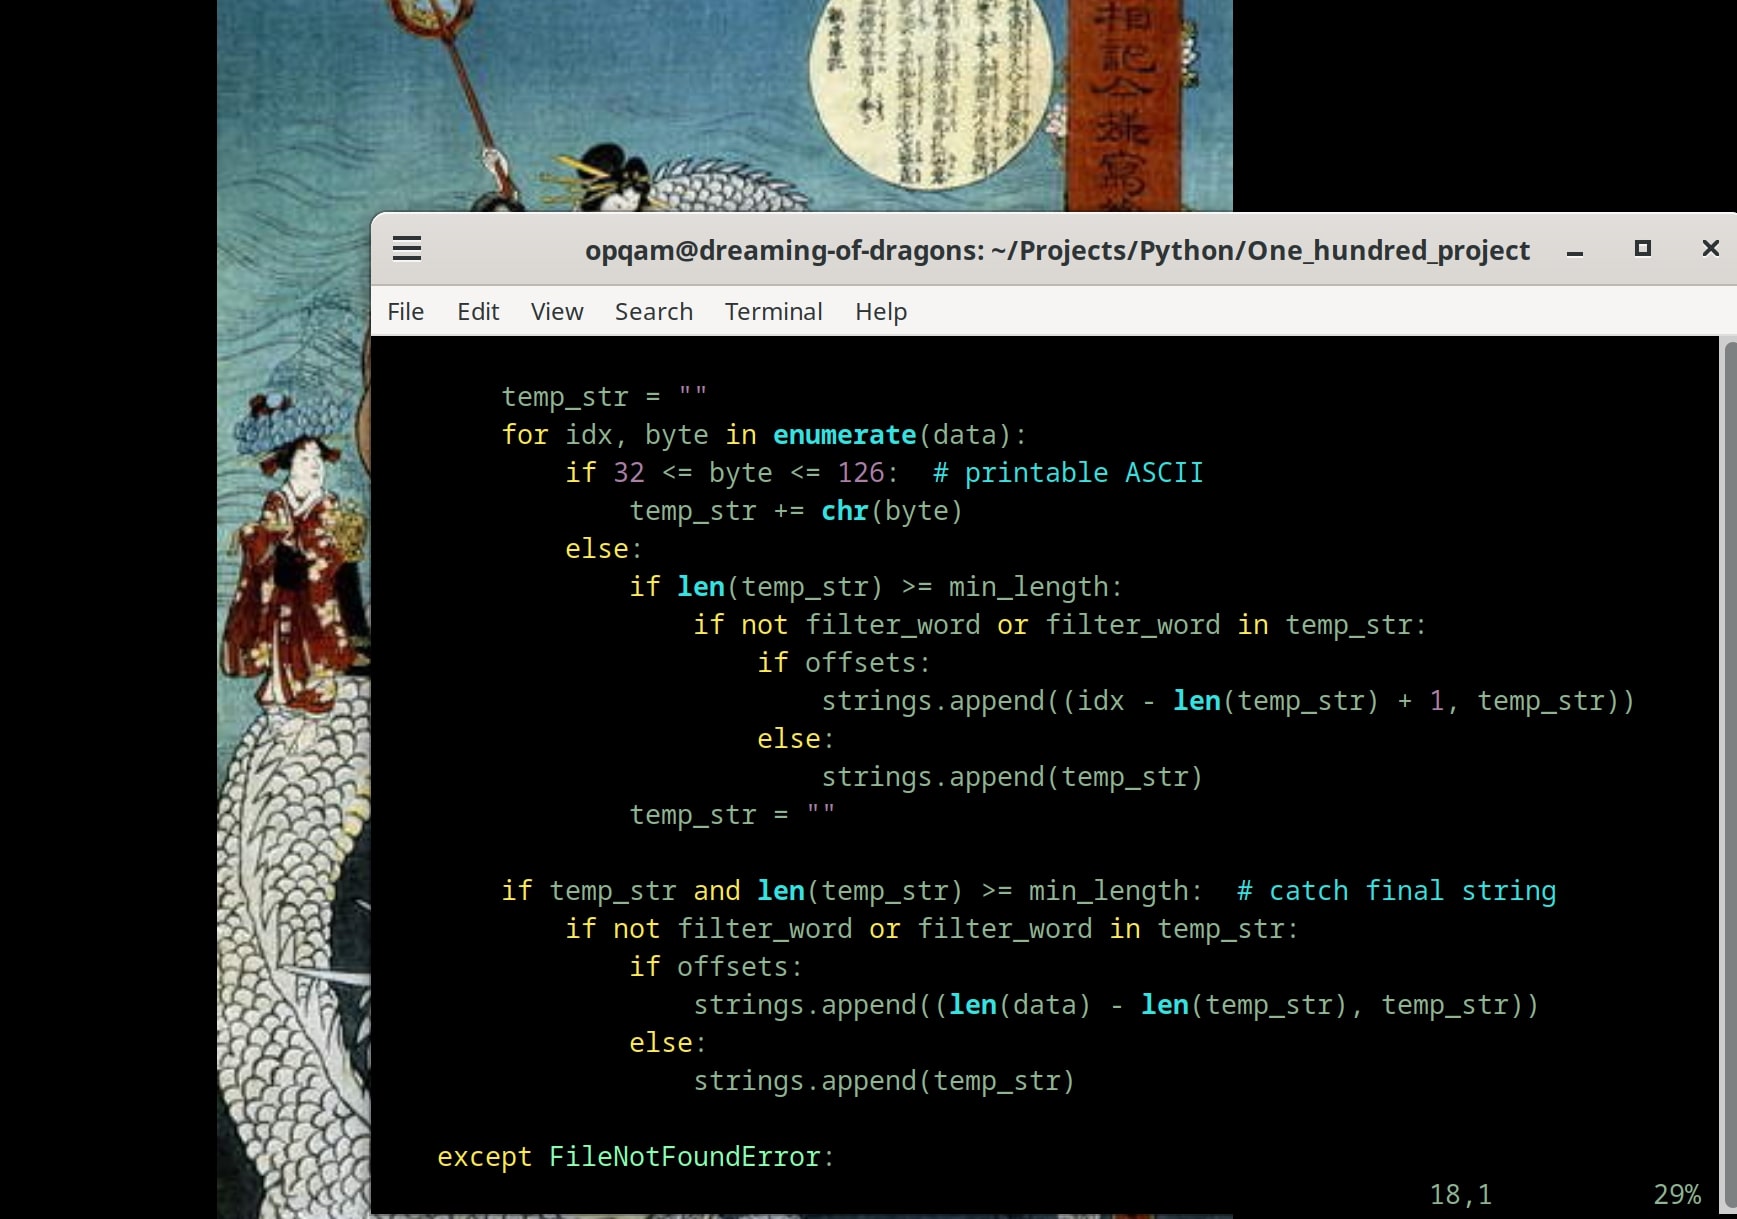 相記
opqam@dreaming-of-dragons: ~/Projects/Python/One_hundred_project
File Edit View Search Terminal Help
temp_str = ""
for idx, byte in enumerate(data):
if 32 <= byte <= 126:  # printable ASCII
temp_str += chr(byte)
else:
if len(temp_str) >= min_length:
if not filter_word or filter_word in temp_str:
if offsets:
strings.append((idx - len(temp_str) + 1, temp_str))
else:
strings.append(temp_str)
temp_str = ""
if temp_str and len(temp_str) >= min_length:  # catch final string
if not filter_word or filter_word in temp_str:
if offsets:
strings.append((len(data) - len(temp_str), temp_str))
else:
strings.append(temp_str)
except FileNotFoundError:
18,1 29%